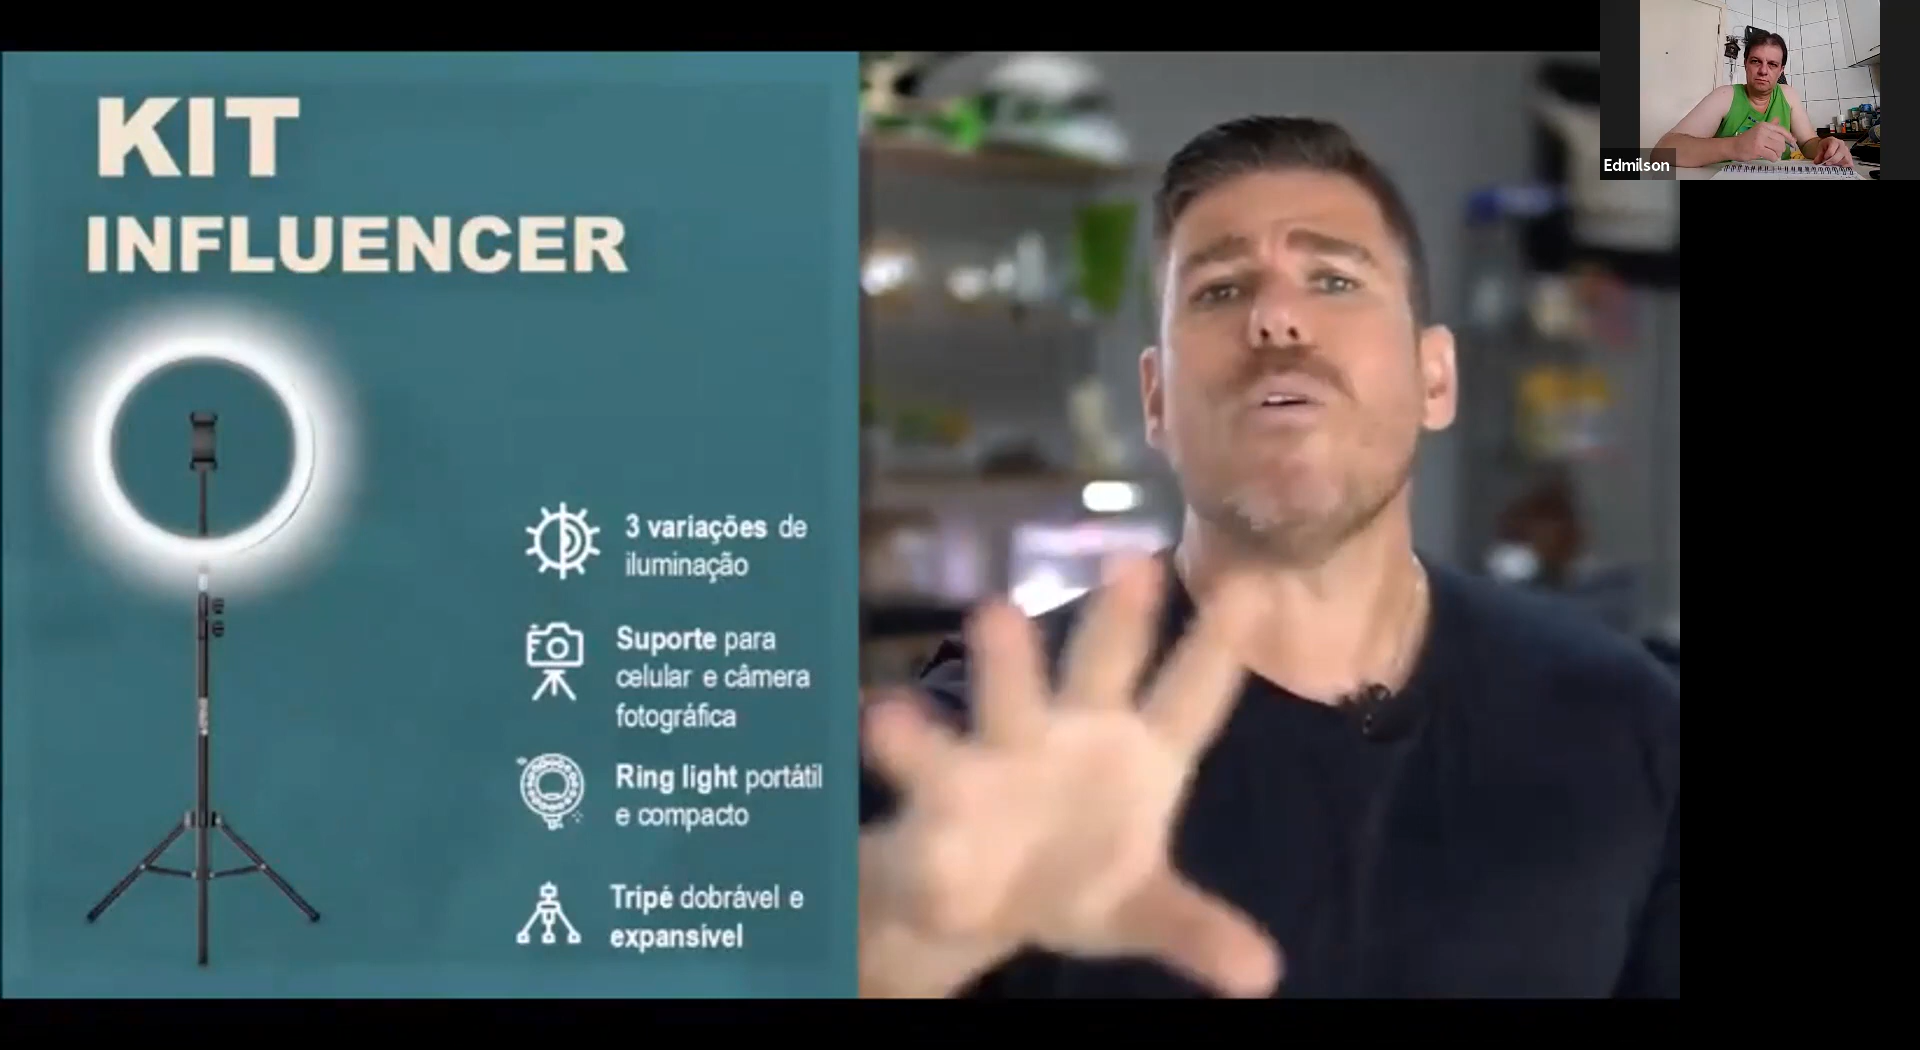 KIT
INFLUENCER
3 variações de
iluminação
Suporte para
celular e câmera
fotográfica
Ring light portátil
e compacto
Tripé dobrável e
expansível
Edmilson